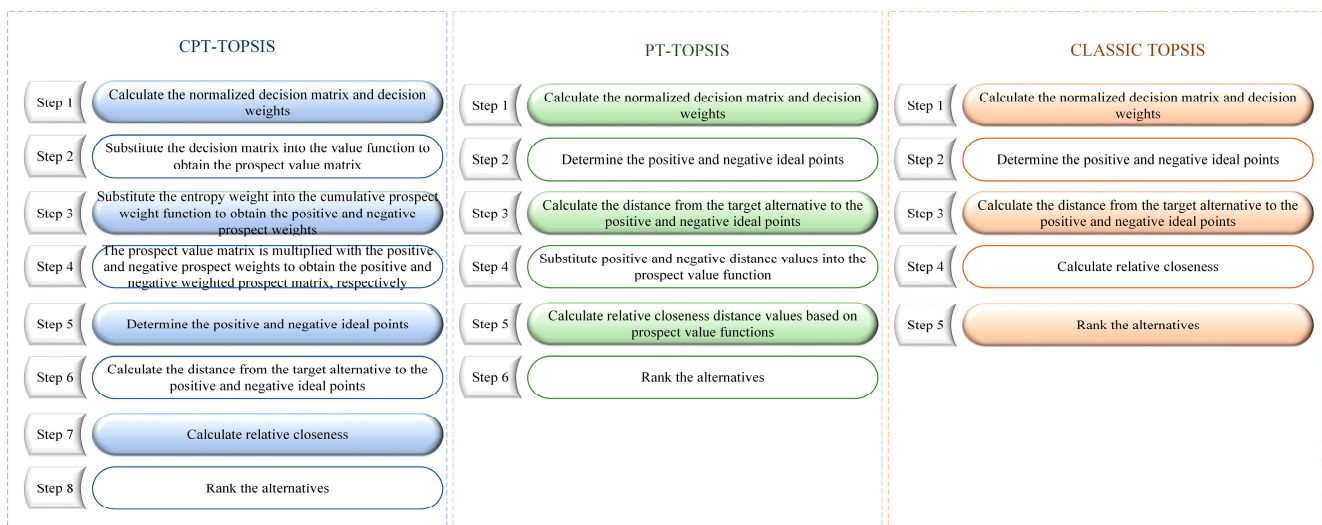 CPT-TOPSIS
Step 1
Calculate the normalized decision matrix and decision
weights
Step 2
Substitute the decision matrix into the value function to
obtain the prospect value matrix
Step 3
Substitute the entropy weight into the cumulative prospect
weight function to obtain the positive and negative
prospect weights
Step 4
The prospect value matrix is multiplied with the positive
and negative prospect weights to obtain the positive and
negative weighted prospect matrix, respectively
Step 5
Determine the positive and negative ideal points
Step 6
Calculate the distance from the target alternative to the
positive and negative ideal points
Step 7
Calculate relative closeness
Step 8
Rank the alternatives
PT-TOPSIS
Step 1
Calculate the normalized decision matrix and decision
weights
Step 2
Determine the positive and negative ideal points
Step 3
Calculate the distance from the target alternative to the
positive and negative ideal points
Step 4
Substitute positive and negative distance values into the
prospect value function
Step 5
Calculate relative closeness distance values based on
prospect value functions
Step 6
Rank the alternatives
CLASSIC TOPSIS
Step 1
Calculate the normalized decision matrix and decision
weights
Step 2
Determine the positive and negative ideal points
Step 3
Calculate the distance from the target alternative to the
positive and negative ideal points
Step 4
Calculate relative closeness
Step 5
Rank the alternatives